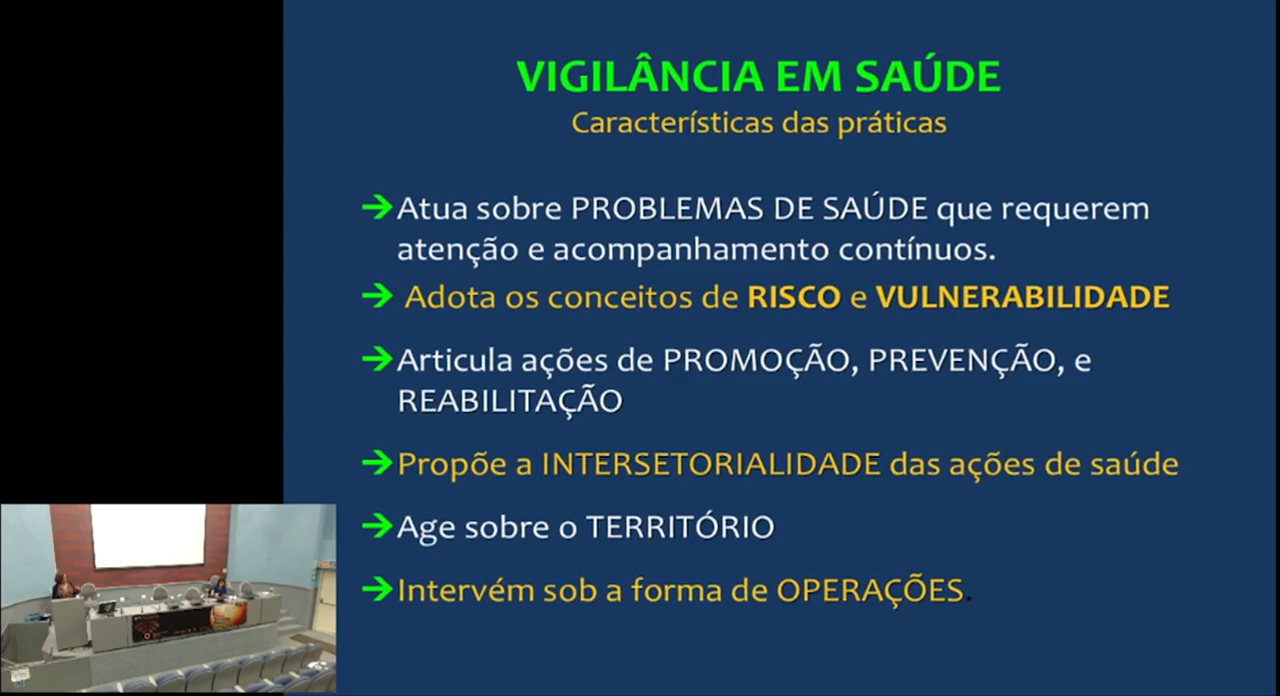 VIGILÂNCIA EM SAÚDE
Características das práticas
➔Atua sobre PROBLEMAS DE SAÚDE que requerem
atenção e acompanhamento contínuos.
➔ Adota os conceitos de RISCO e VULNERABILIDADE
➔Articula ações de PROMOÇÃO, PREVENÇÃO, e
REABILITAÇÃO
➔Propõe a INTERSETORIALIDADE das ações de saúde
➔Age sobre o TERRITÓRIO
➔Intervém sob a forma de OPERAÇÕES.